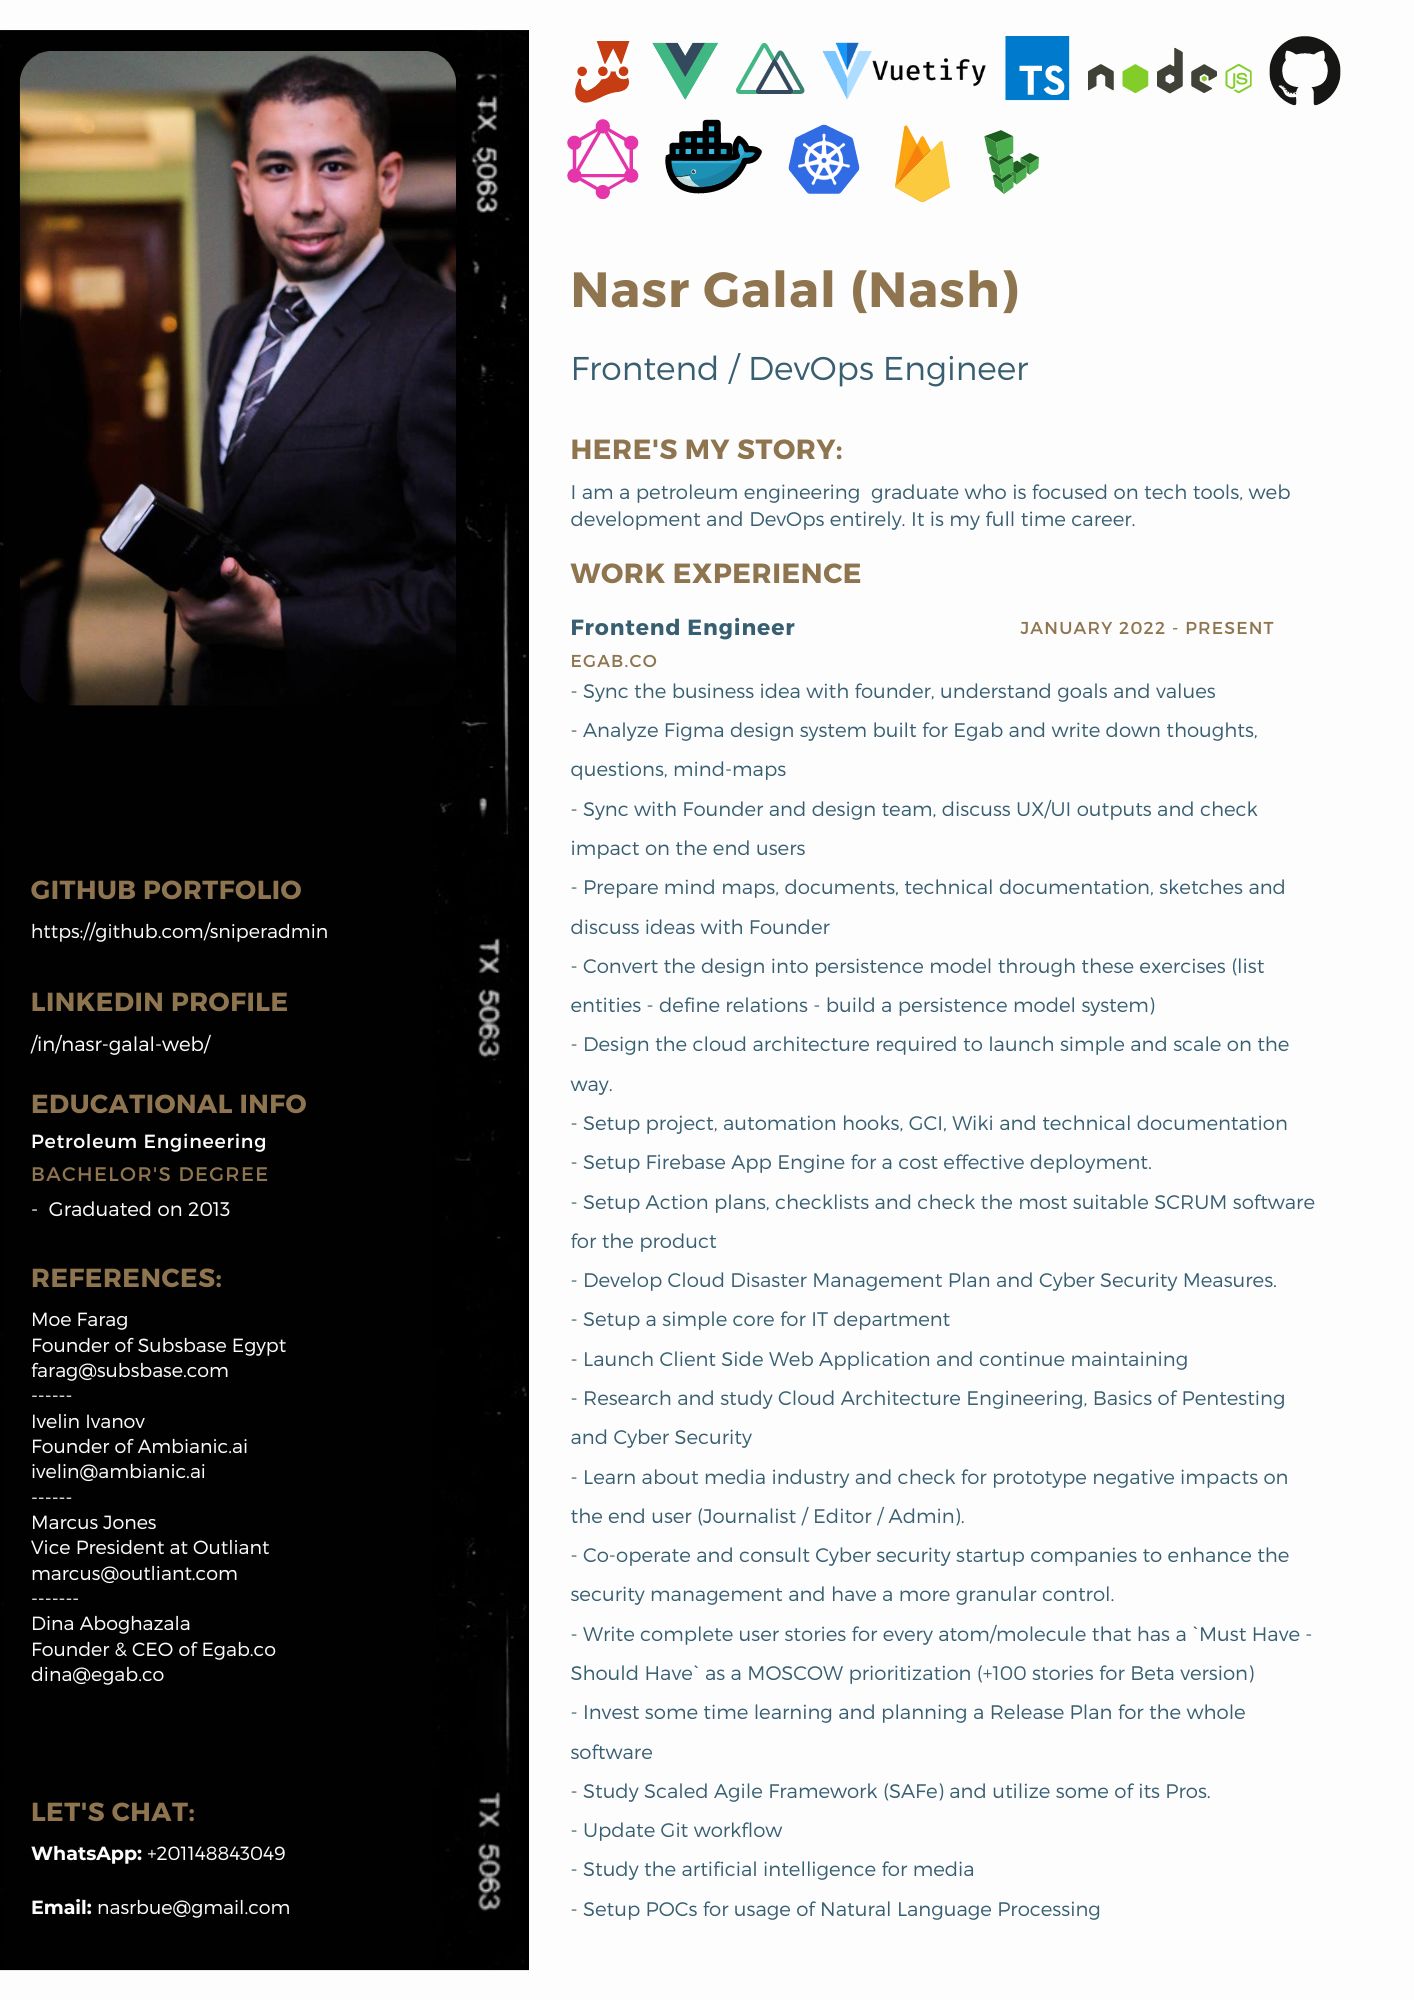 TX 5063
TX 5063
TX 5063
GITHUB PORTFOLIO
https://github.com/sniperadmin
LINKEDIN PROFILE
/in/nasr-galal-web/
EDUCATIONAL INFO
Petroleum Engineering
BACHELOR'S DEGREE
- Graduated on 2013
REFERENCES:
Moe Farag
Founder of Subsbase Egypt
farag@subsbase.com
------
Ivelin Ivanov
Founder of Ambianic.ai
ivelin@ambianic.ai
------
Marcus Jones
Vice President at Outliant
marcus@outliant.com
-------
Dina Aboghazala
Founder & CEO of Egab.co
dina@egab.co
LET'S CHAT:
WhatsApp: +201148843049
Email: nasrbue@gmail.com
Vuetify
TS
node
JS
Nasr Galal (Nash)
Frontend / DevOps Engineer
HERE'S MY STORY:
I am a petroleum engineering  graduate who is focused on tech tools, web
development and DevOps entirely. It is my full time career.
WORK EXPERIENCE
Frontend Engineer JANUARY 2022 - PRESENT
EGAB.CO
- Sync the business idea with founder, understand goals and values
- Analyze Figma design system built for Egab and write down thoughts,
questions, mind-maps
- Sync with Founder and design team, discuss UX/UI outputs and check
impact on the end users
- Prepare mind maps, documents, technical documentation, sketches and
discuss ideas with Founder
- Convert the design into persistence model through these exercises (list
entities - define relations - build a persistence model system)
- Design the cloud architecture required to launch simple and scale on the
way.
- Setup project, automation hooks, GCI, Wiki and technical documentation
- Setup Firebase App Engine for a cost effective deployment.
- Setup Action plans, checklists and check the most suitable SCRUM software
for the product
- Develop Cloud Disaster Management Plan and Cyber Security Measures.
- Setup a simple core for IT department
- Launch Client Side Web Application and continue maintaining
- Research and study Cloud Architecture Engineering, Basics of Pentesting
and Cyber Security
- Learn about media industry and check for prototype negative impacts on
the end user (Journalist / Editor / Admin).
- Co-operate and consult Cyber security startup companies to enhance the
security management and have a more granular control.
- Write complete user stories for every atom/molecule that has a `Must Have -
Should Have` as a MOSCOW prioritization (+100 stories for Beta version)
- Invest some time learning and planning a Release Plan for the whole
software
- Study Scaled Agile Framework (SAFe) and utilize some of its Pros.
- Update Git workflow
- Study the artificial intelligence for media
- Setup POCs for usage of Natural Language Processing